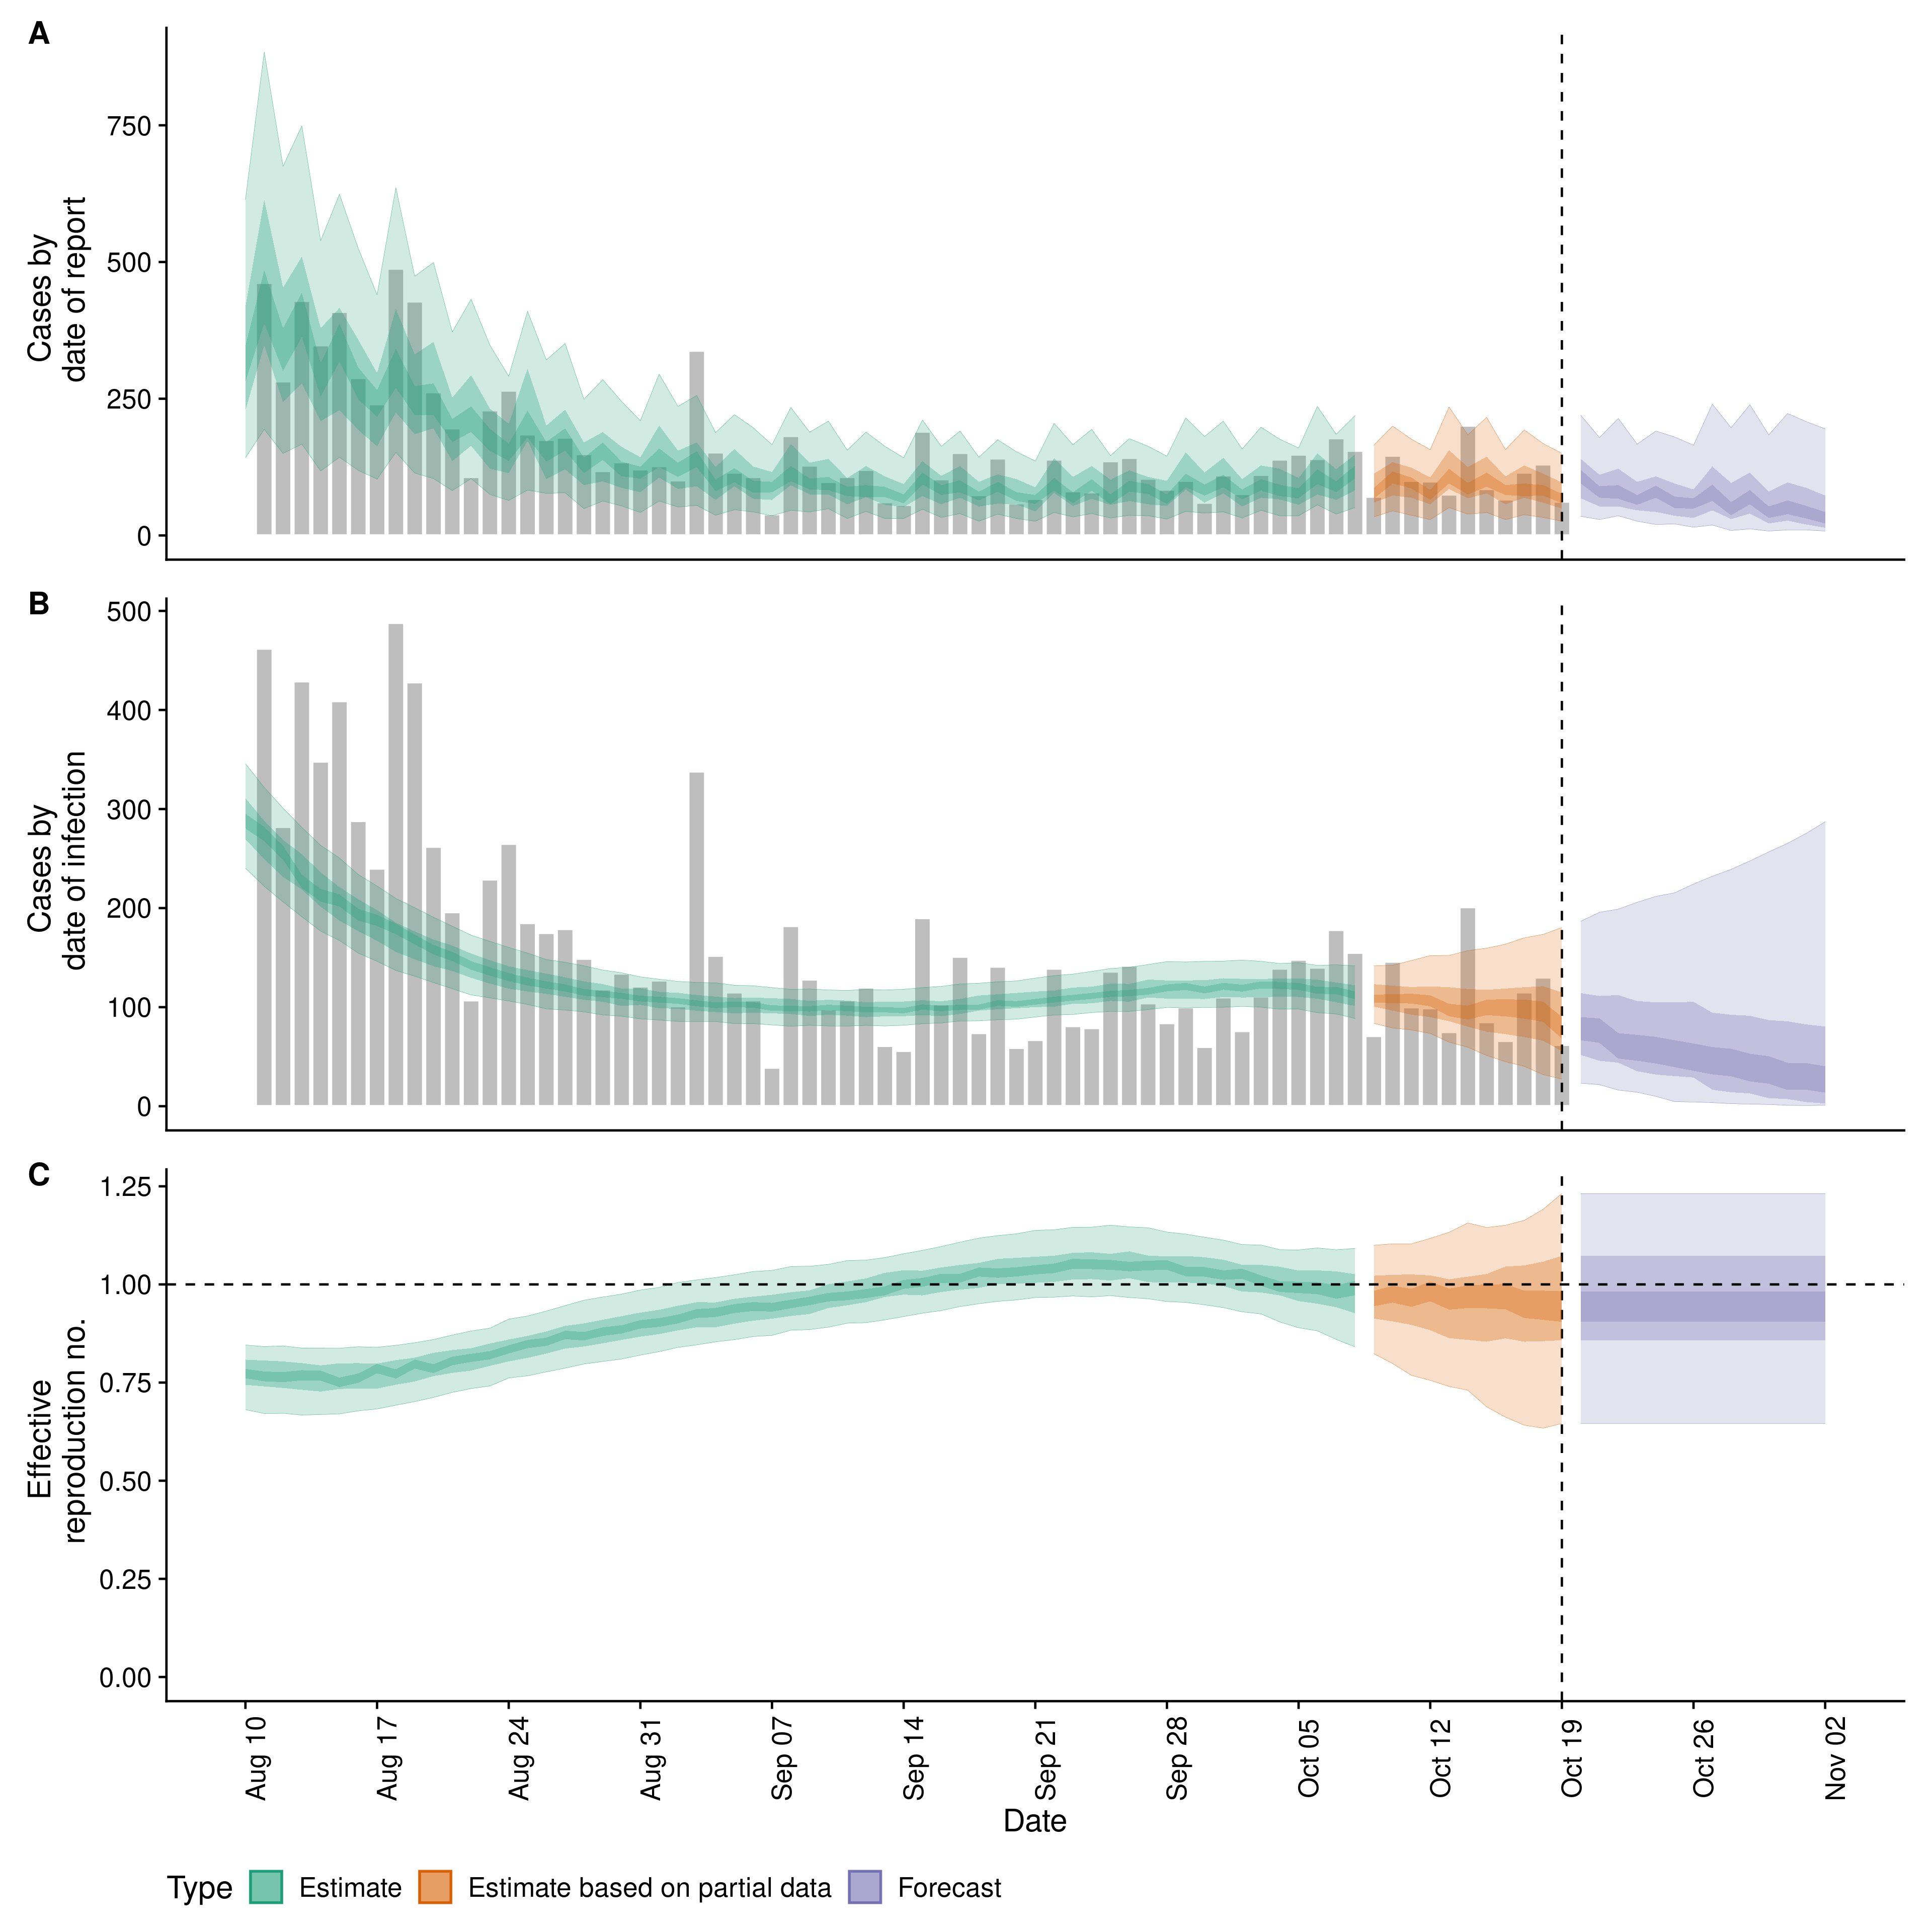 A
Cases by
date of report
750
500
250
0
B
Cases by
date of infection
500
400
300
200
100
0
C
Effective
reproduction no.
1.25
1.00
0.75
0.50
0.25
0.00
Aug 10
Aug 17
Aug 24
Aug 31
Sep 07
Sep 14
Sep 21
Sep 28
Oct 05
Oct 12
Oct 19
Oct 26
Nov 02
Date
Type Estimate Estimate based on partial data Forecast